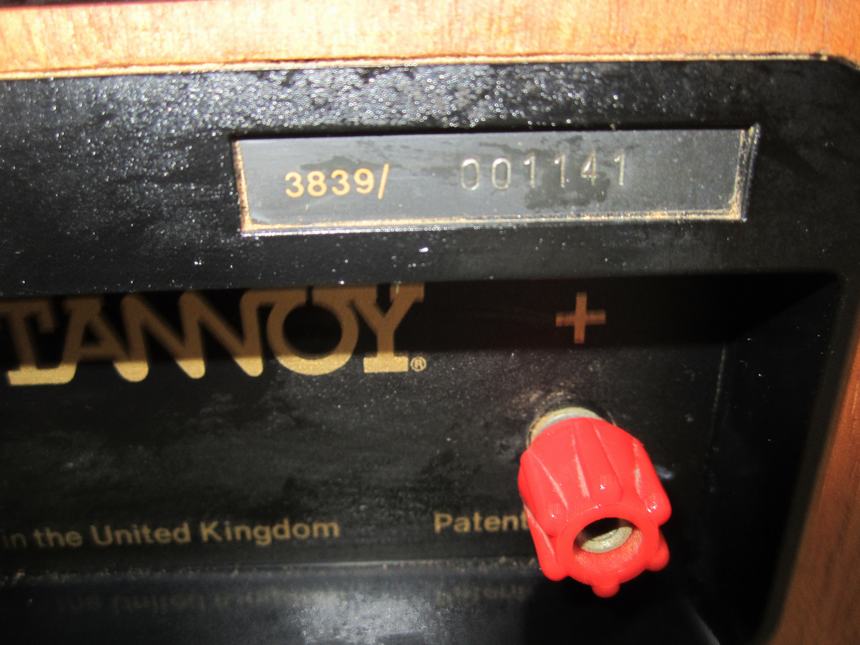 3839/ 001141
TANNOY®
+
in the United Kingdom Patent